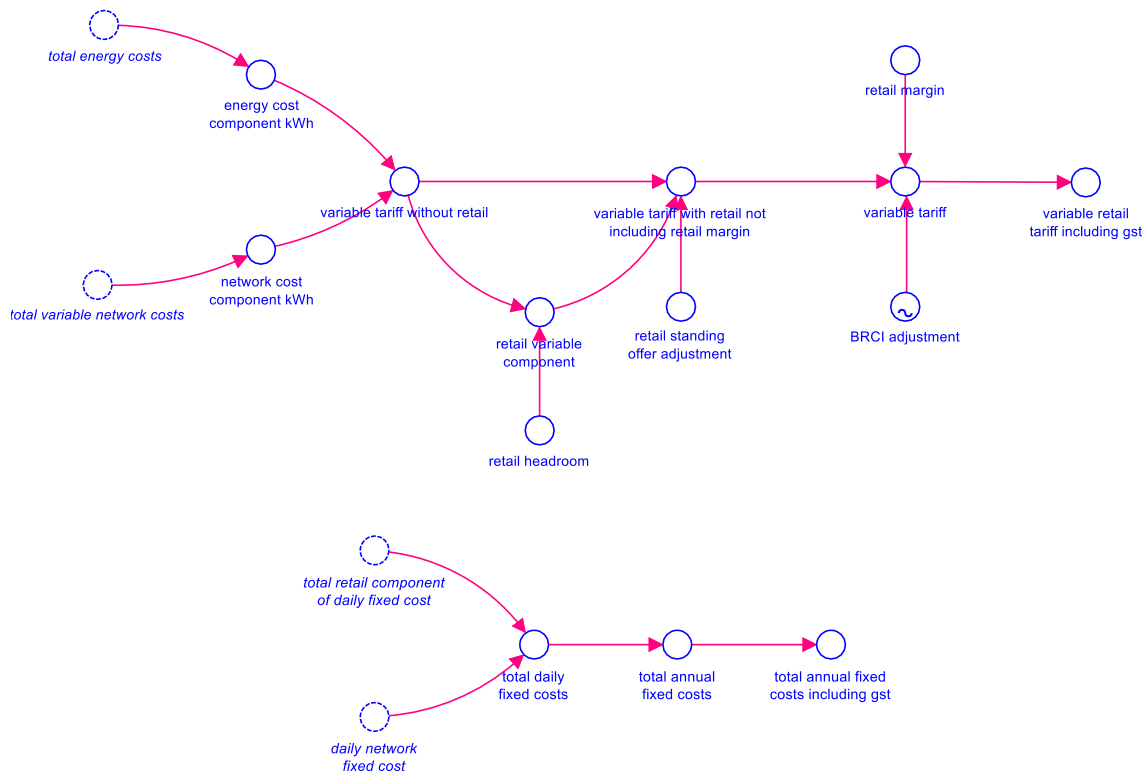 total energy costs
energy cost
component kWh
retail margin
variable tariff without retail
variable tariff with retail not
including retail margin
variable tariff
variable retail
tariff including gst
network cost
component kWh
total variable network costs
retail variable
component
retail standing
offer adjustment
BRCI adjustment
retail headroom
total retail component
of daily fixed cost
total daily
fixed costs
total annual
fixed costs
total annual fixed
costs including gst
daily network
fixed cost